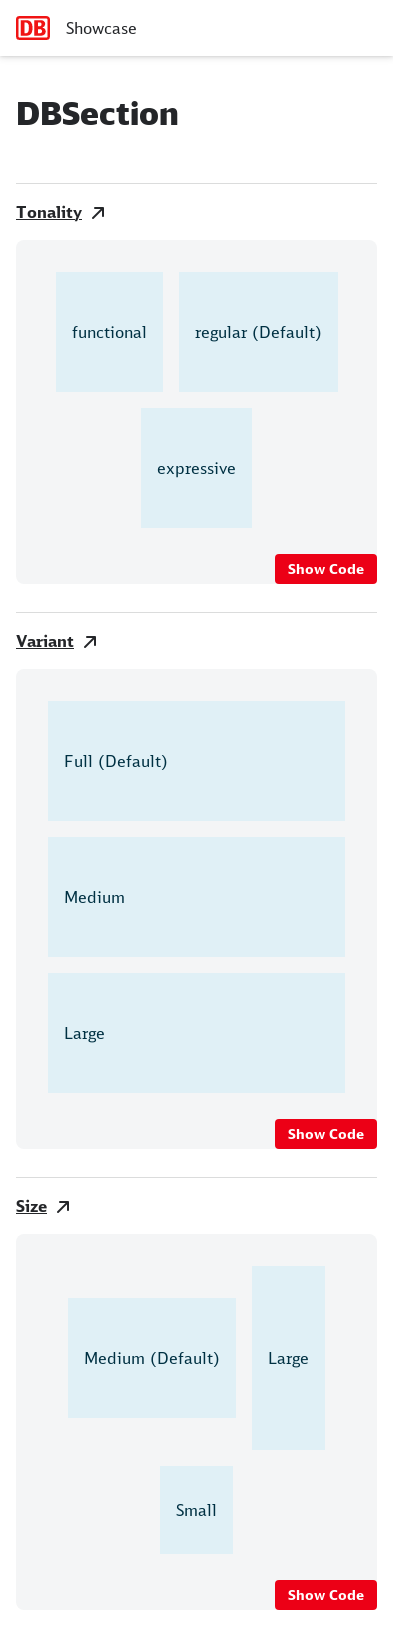 DB Showcase
DBSection
Tonality
functional
regular (Default)
expressive
Show Code
Variant
Full (Default)
Medium
Large
Show Code
Size
Medium (Default)
Large
Small
Show Code